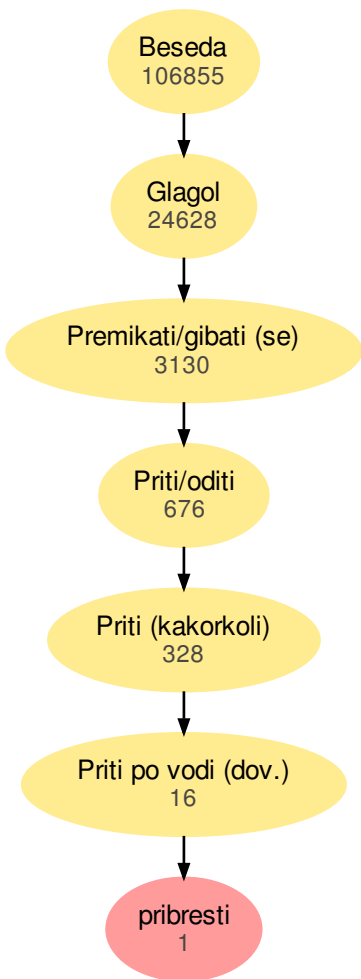 Beseda
106855
Glagol
24628
Premikati/gibati (se)
3130
Priti/oditi
676
Priti (kakorkoli)
328
Priti po vodi (dov.)
16
pribresti
1